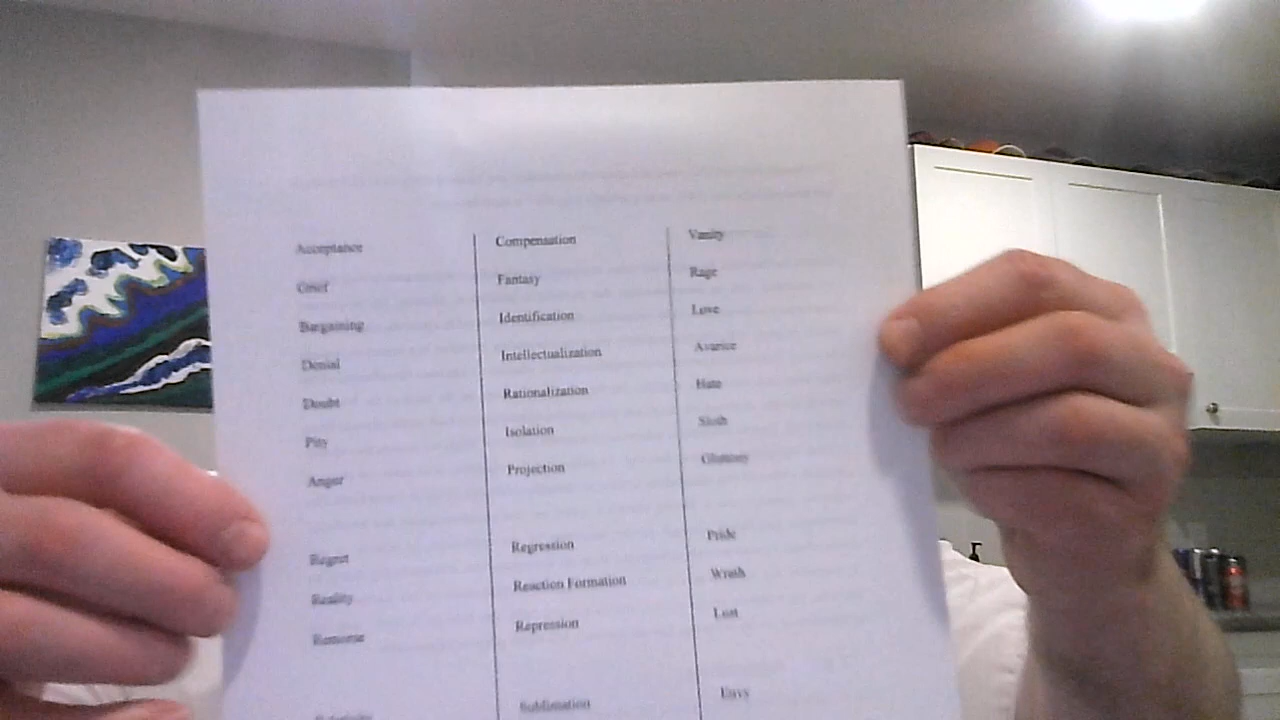 Acceptance Compensation Vanity
Grief Fantasy Rage
Bargaining Identification Love
Denial Intellectualization Avarice
Doubt Rationalization Hate
Pity Isolation Sloth
Anger Projection Gluttony
Regret Regression Pride
Reality Reaction Formation Wrath
Remorse Repression Lust
Sublimation Envy